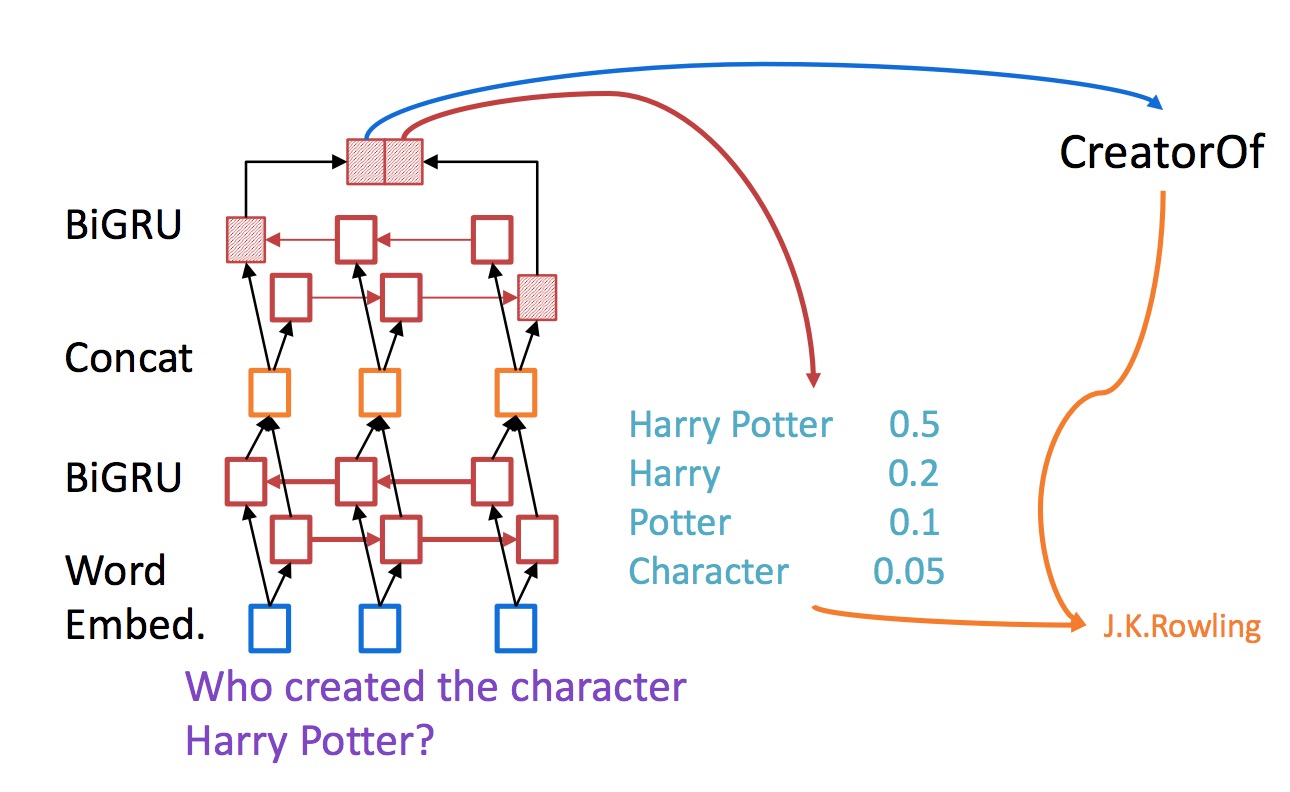 CreatorOf
BiGRU
Concat
Harry Potter 0.5
Harry 0.2
BiGRU
Potter 0.1
Character 0.05
Word
Embed.
J.K.Rowling
Who created the character
Harry Potter?